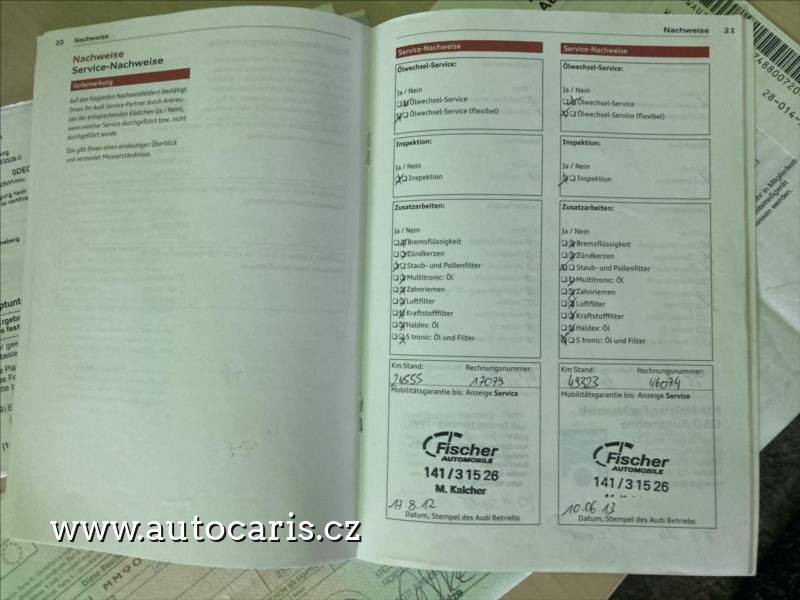 20 Nachweise
Nachweise
Service-Nachweise
Vorbemerkung
Auf den folgenden Nachweisfeldern bestätigt
Ihnen Ihr Audi Service-Partner durch Ankreu-
zen der entsprechenden Kästchen (Ja / Nein),
wann welcher Service durchgeführt bzw. nicht
durchgeführt wurde.
Das gibt Ihnen einen eindeutigen Überblick
und vermeidet Missverständnisse.
Nachweise 21
Service-Nachweise
Ölwechsel-Service:
Ja / Nein
Ölwechsel-Service
Ölwechsel-Service (flexibel)
Inspektion:
Ja / Nein
Inspektion
Zusatzarbeiten:
Ja / Nein
Bremsflüssigkeit
Zündkerzen
Staub- und Pollenfilter
Multitronic: Öl
Zahnriemen
Luftfilter
Kraftstofffilter
Haldex: Öl
S tronic: Öl und Filter
Km Stand: Rechnungsnummer:
24555 17079
Mobilitätsgarantie bis: Anzeige Service
Fischer
AUTOMOBILE
141/3 15 26
M. Kalcher
17 8.12
Datum, Stempel des Audi Betriebs
Service-Nachweise
Ölwechsel-Service:
Ja / Nein
Ölwechsel-Service
Ölwechsel-Service (flexibel)
Inspektion:
Ja / Nein
Inspektion
Zusatzarbeiten:
Ja / Nein
Bremsflüssigkeit
Zündkerzen
Staub- und Pollenfilter
Multitronic: Öl
Zahnriemen
Luftfilter
Kraftstofffilter
Haldex: Öl
S tronic: Öl und Filter
Km Stand: Rechnungsnummer:
49323 46074
Mobilitätsgarantie bis: Anzeige Service
Fischer
AUTOMOBILE
141/3 15 26
10.06.13
Datum, Stempel des Audi Betriebs
28-014-
www.autocaris.cz